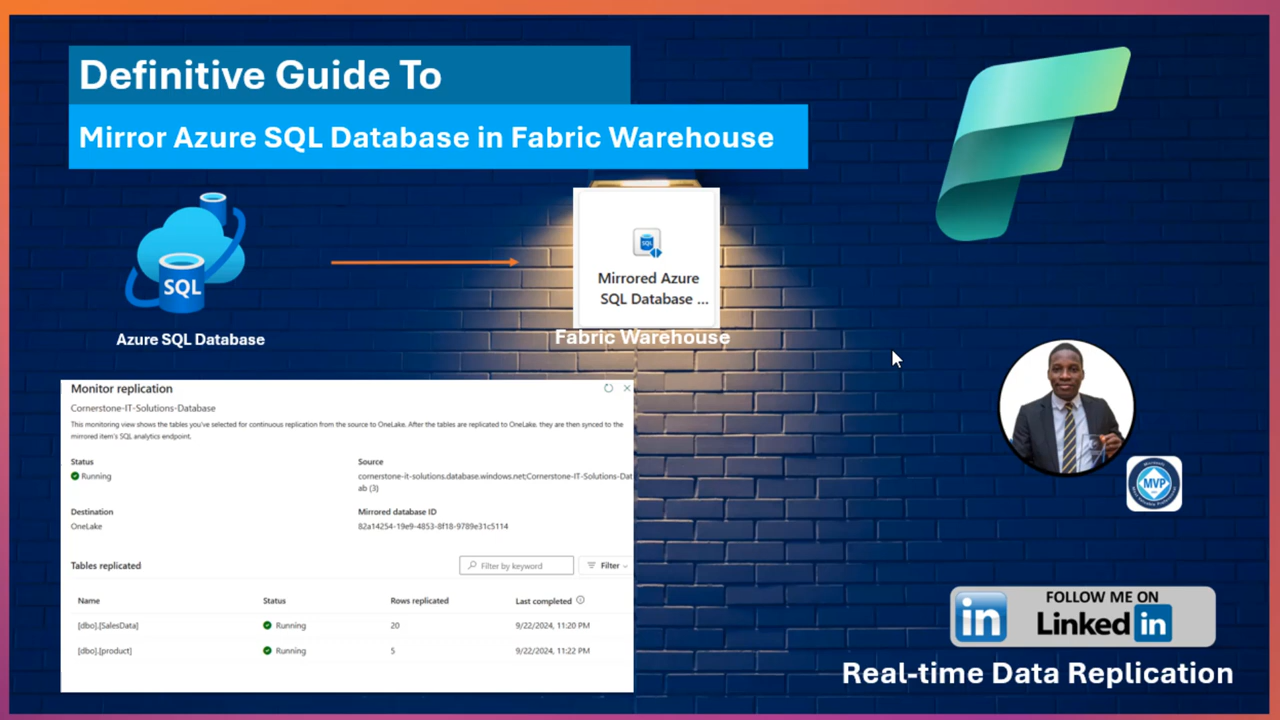 Definitive Guide To
Mirror Azure SQL Database in Fabric Warehouse
SQL
Azure SQL Database
SQL
Mirrored Azure
SQL Database ...
Fabric Warehouse
Monitor replication
Cornerstone-IT-Solutions-Database
This monitoring view shows the tables you've selected for continuous replication from the source to OneLake. After the tables are replicated to OneLake, they are then synced to the
mirrored item's SQL analytics endpoint.
Status
Running
Source
cornerstone-it-solutions.database.windows.net;Cornerstone-IT-Solutions-Dat
ab (3)
Destination
OneLake
Mirrored database ID
82a14254-19e9-4853-8f18-9789e31c5114
Tables replicated
Filter by keyword
Filter
Name Status Rows replicated Last completed
[dbo].[SalesData] Running 20 9/22/2024, 11:20 PM
[dbo].[product] Running 5 9/22/2024, 11:22 PM
MVP
in
FOLLOW ME ON
Linked in
Real-time Data Replication